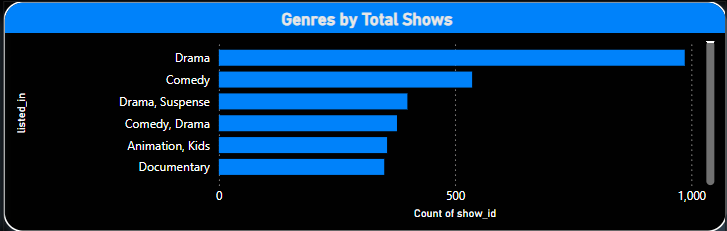 Genres by Total Shows
listed_in
Drama
Comedy
Drama, Suspense
Comedy, Drama
Animation, Kids
Documentary
0
500
1,000
Count of show_id